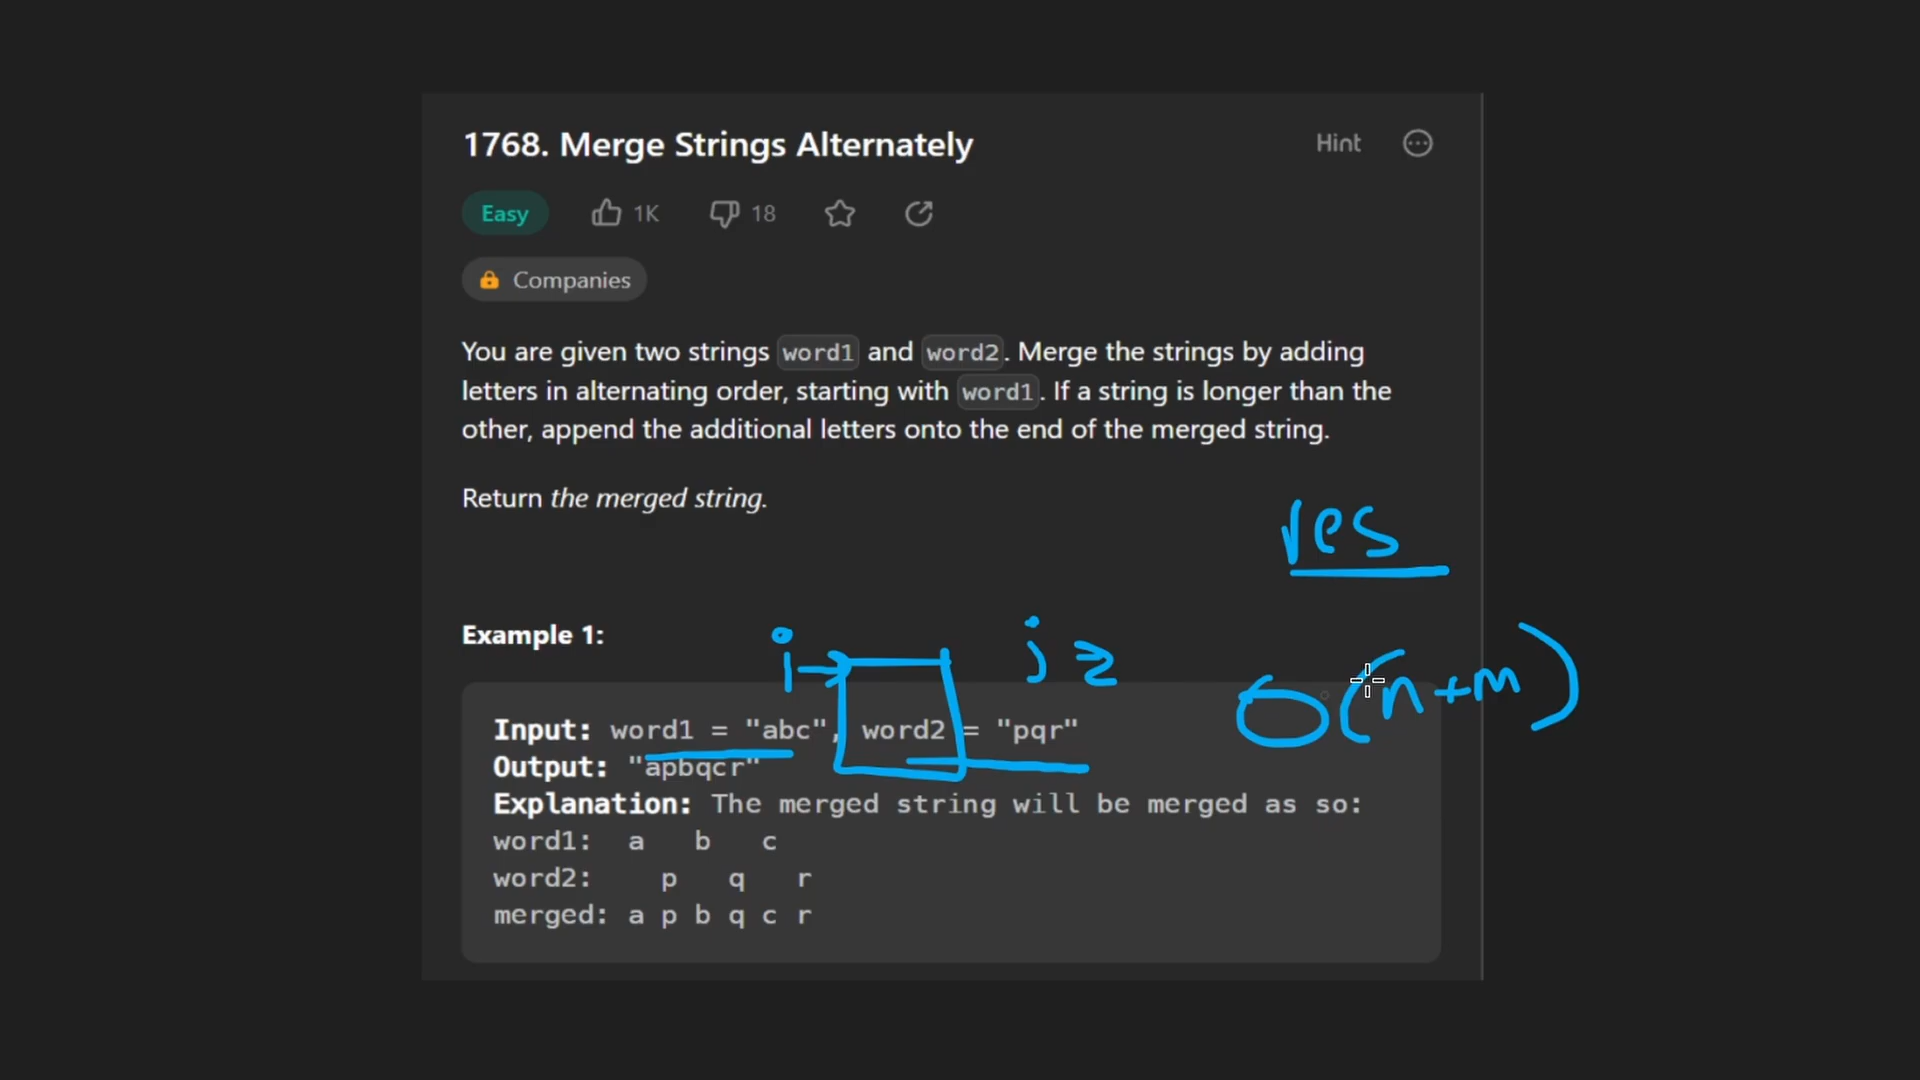 1768. Merge Strings Alternately
Hint
Easy
1K
18
Companies
You are given two strings word1 and word2. Merge the strings by adding
letters in alternating order, starting with word1. If a string is longer than the
other, append the additional letters onto the end of the merged string.
Return the merged string.
res
Example 1:
i
j
O(n+m)
Input: word1 = "abc", word2 = "pqr"
Output: "apbqcr"
Explanation: The merged string will be merged as so:
word1: a b c
word2: p q r
merged: a p b q c r